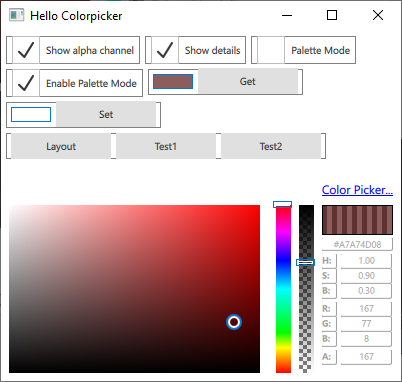 Hello Colorpicker
Show alpha channel Show details Palette Mode
Enable Palette Mode Get
Set
Layout Test1 Test2
Color Picker...
#A7A74D08
H: 1.00
S: 0.90
B: 0.30
R: 167
G: 77
B: 8
A: 167